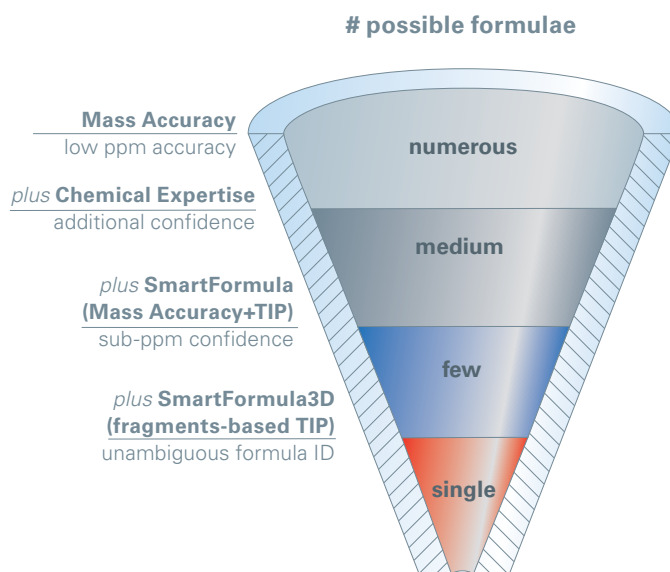 # possible formulae
Mass Accuracy
low ppm accuracy
numerous
plus Chemical Expertise
additional confidence
medium
plus SmartFormula
(Mass Accuracy+TIP)
sub-ppm confidence
few
plus SmartFormula3D
(fragments-based TIP)
unambiguous formula ID
single